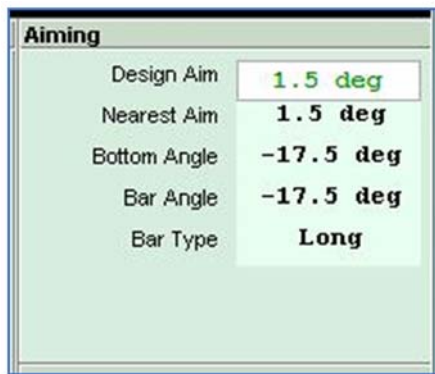 Aiming
Design Aim 1.5 deg
Nearest Aim 1.5 deg
Bottom Angle -17.5 deg
Bar Angle -17.5 deg
Bar Type Long